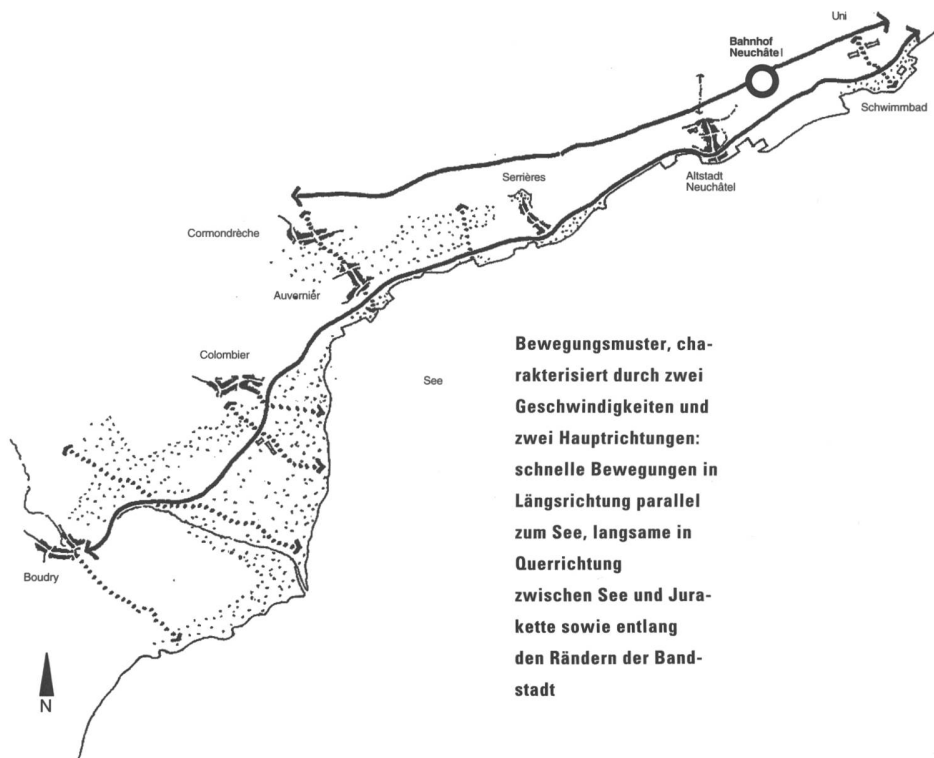 Uni
Bahnhof
Neuchâtel
Schwimmbad
Altstadt
Neuchâtel
Serrières
Cormondrèche
Auvernier
Colombier
See
Boudry
N
Bewegungsmuster, cha-
rakterisiert durch zwei
Geschwindigkeiten und
zwei Hauptrichtungen:
schnelle Bewegungen in
Längsrichtung parallel
zum See, langsame in
Querrichtung
zwischen See und Jura-
kette sowie entlang
den Rändern der Band-
stadt